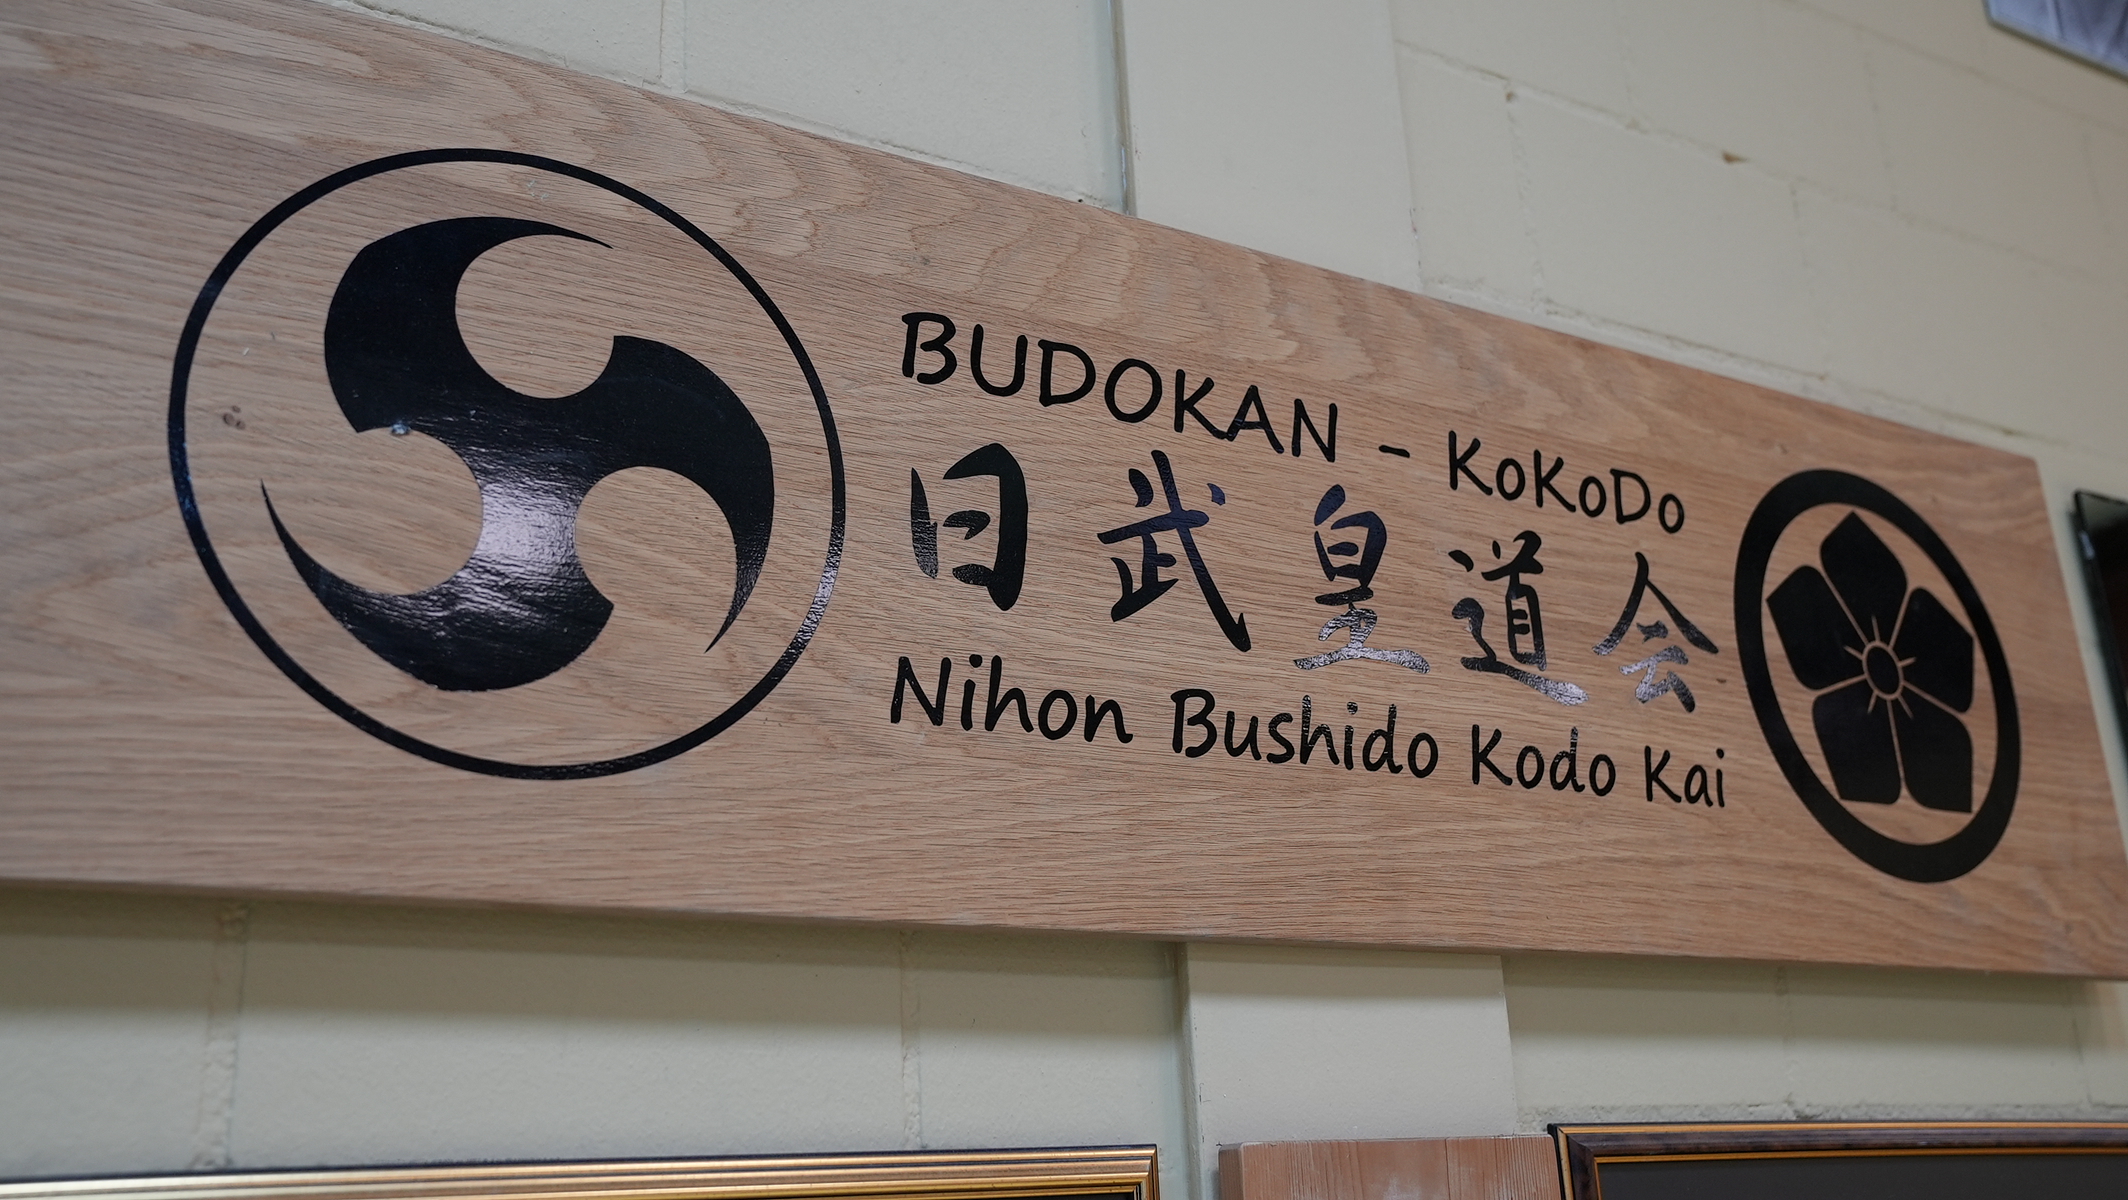 BUDOKAN - KoKoDo
日武皇道会
Nihon Bushido Kodo Kai